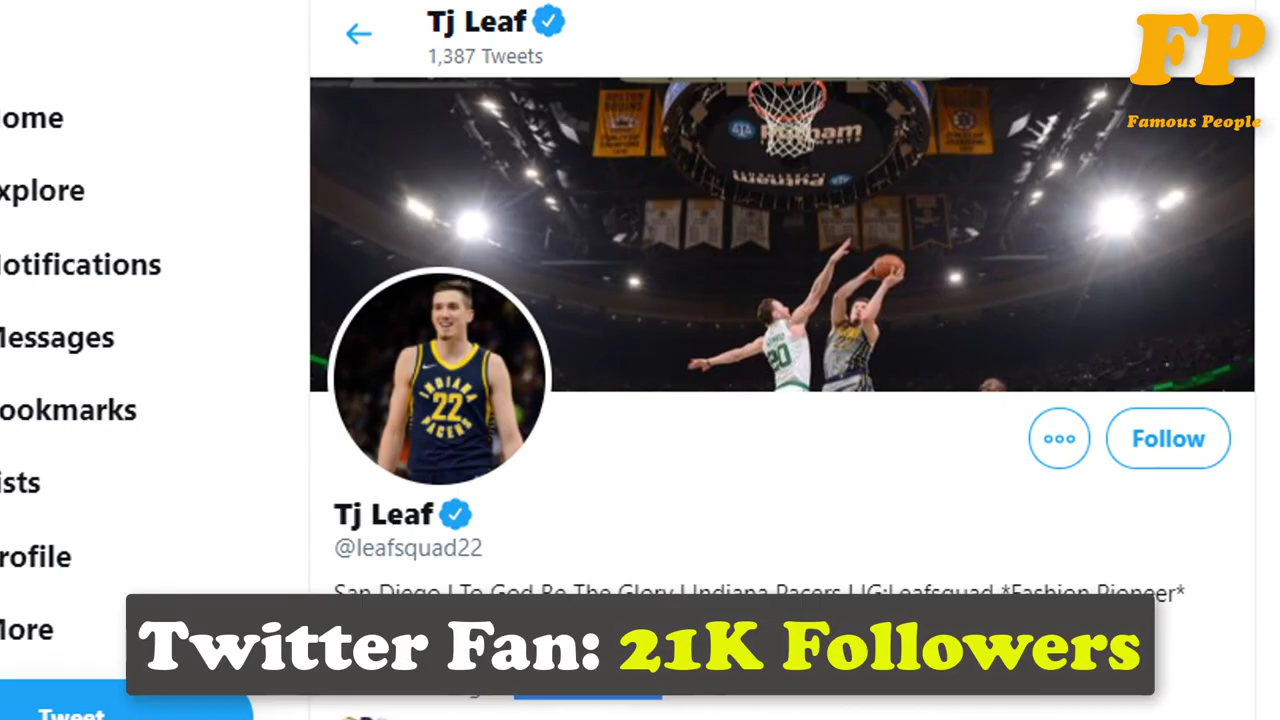 Tj Leaf
1,387 Tweets
FP
Famous People
ome
xplore
otifications
essages
ookmarks
ists
rofile
ore
Tweet
INDIANA
22
PACERS
20
Follow
Tj Leaf
@leafsquad22
San Diego | To God Be The Glory | Indiana Pacers | IG:Leafsquad *Fashion Pioneer*
Twitter Fan: 21K Followers